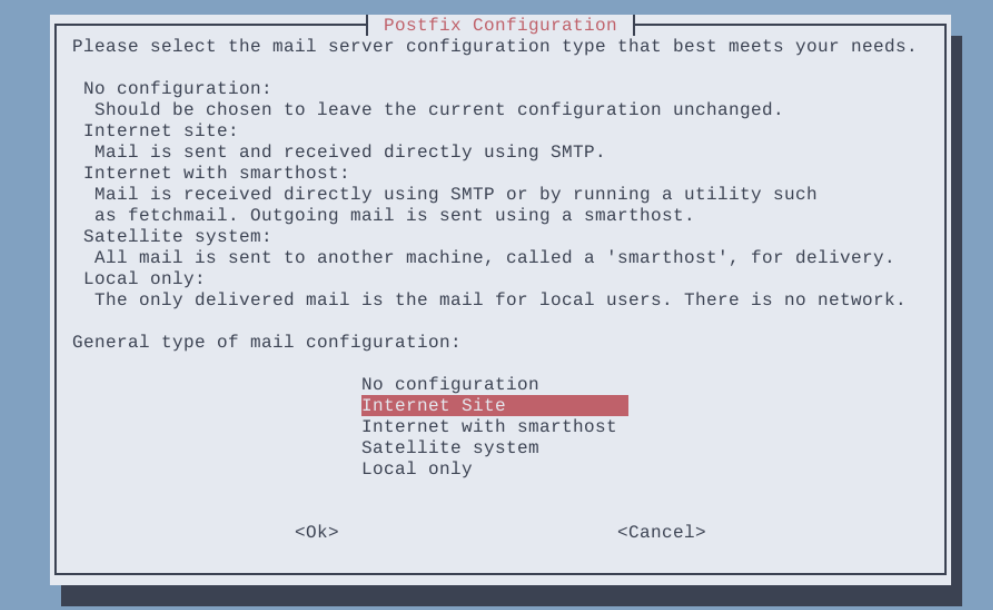 Postfix Configuration
Please select the mail server configuration type that best meets your needs.
No configuration:
Should be chosen to leave the current configuration unchanged.
Internet site:
Mail is sent and received directly using SMTP.
Internet with smarthost:
Mail is received directly using SMTP or by running a utility such
as fetchmail. Outgoing mail is sent using a smarthost.
Satellite system:
All mail is sent to another machine, called a 'smarthost', for delivery.
Local only:
The only delivered mail is the mail for local users. There is no network.
General type of mail configuration:
No configuration
Internet Site
Internet with smarthost
Satellite system
Local only
<Ok> <Cancel>